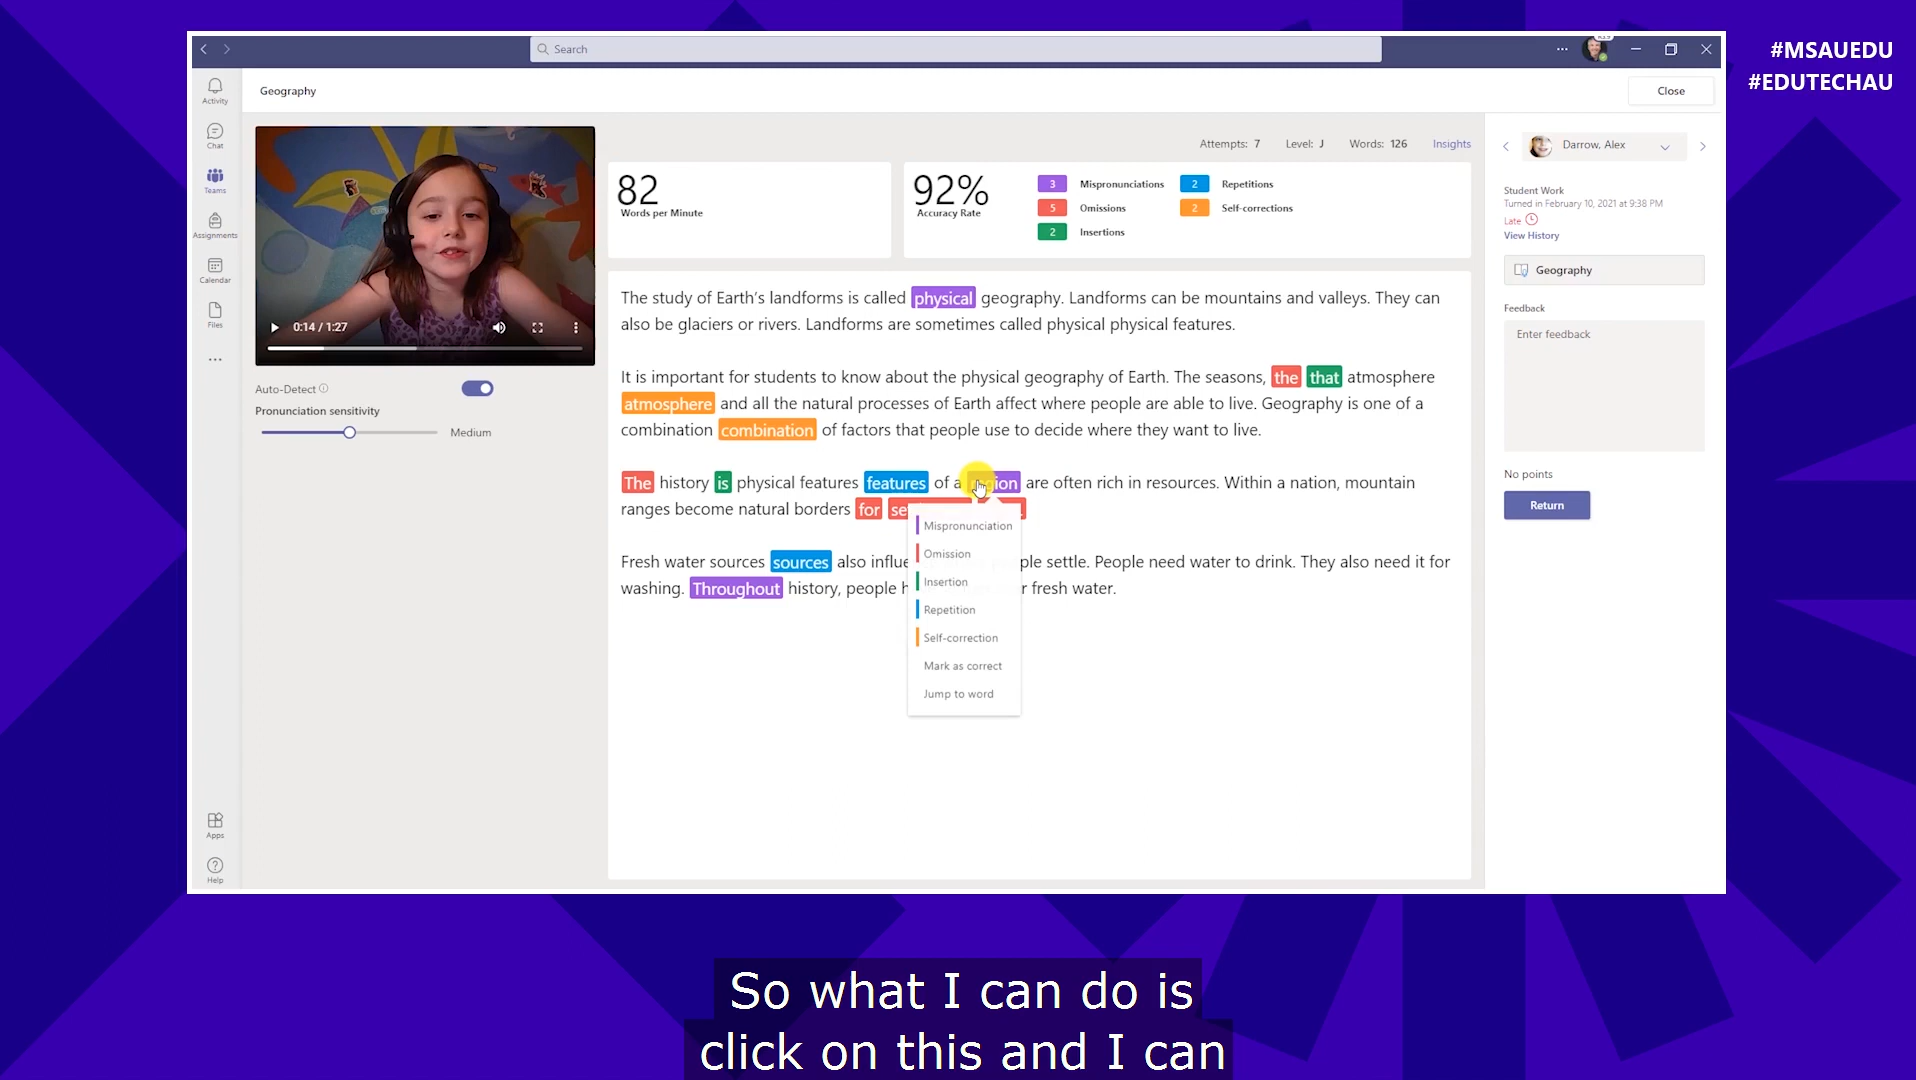 #MSAUEDU
#EDUTECHAU
Search
Activity
Chat
Teams
Assignments
Calendar
Files
Apps
Help
Geography
Close
0:14 / 1:27
Auto-Detect
Pronunciation sensitivity
Medium
Attempts: 7 Level: J Words: 126 Insights
82
Words per Minute
92%
Accuracy Rate
3 Mispronunciations
5 Omissions
2 Insertions
2 Repetitions
2 Self-corrections
The study of Earth's landforms is called physical geography. Landforms can be mountains and valleys. They can
also be glaciers or rivers. Landforms are sometimes called physical physical features.
It is important for students to know about the physical geography of Earth. The seasons, the that atmosphere
atmosphere and all the natural processes of Earth affect where people are able to live. Geography is one of a
combination combination of factors that people use to decide where they want to live.
The history is physical features features of a are often rich in resources. Within a nation, mountain
ranges become natural borders for
Fresh water sources sources also settle. People need water to drink. They also need it for
washing. Throughout history, people fresh water.
Mispronunciation
Omission
Insertion
Repetition
Self-correction
Mark as correct
Jump to word
Darrow, Alex
Student Work
Turned in February 10, 2021 at 9:38 PM
Late
View History
Geography
Feedback
Enter feedback
No points
Return
So what I can do is
click on this and I can